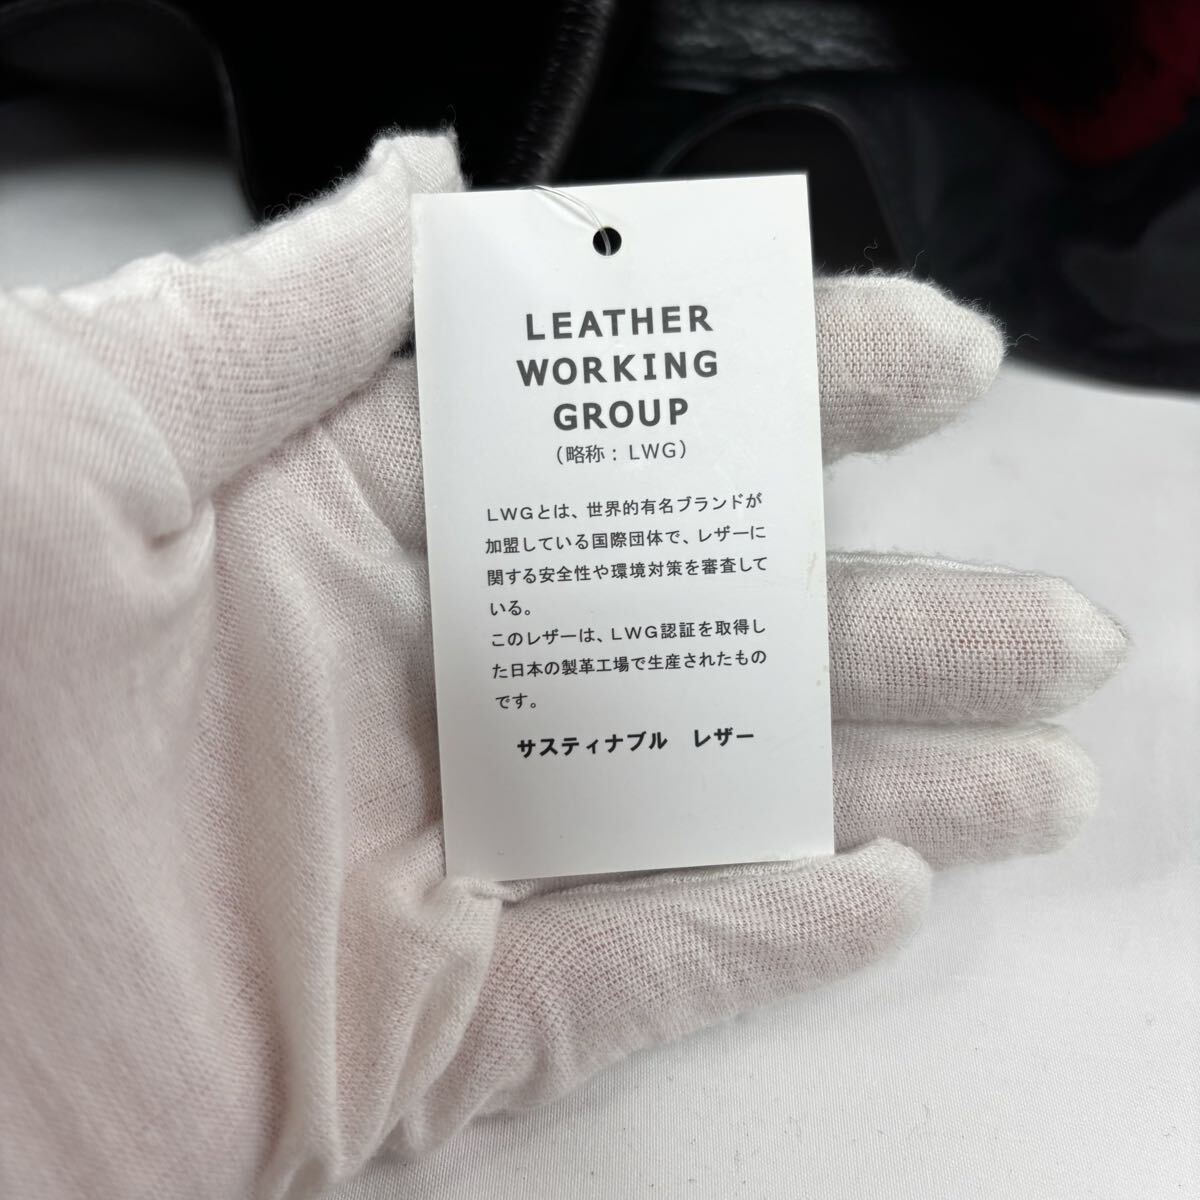 LEATHER
WORKING
GROUP
（略称：LWG）
LWGとは、世界的有名ブランドが
加盟している国際団体で、レザーに
関する安全性や環境対策を審査して
いる。
このレザーは、LWG認証を取得し
た日本の製革工場で生産されたもの
です。
サスティナブル　レザー